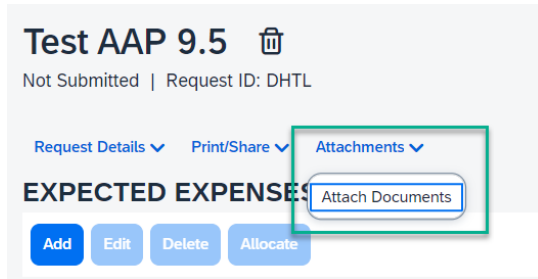 Test AAP 9.5
Not Submitted | Request ID: DHTL
Request Details Print/Share Attachments
EXPECTED EXPENSES Attach Documents
Add Edit Delete Allocate